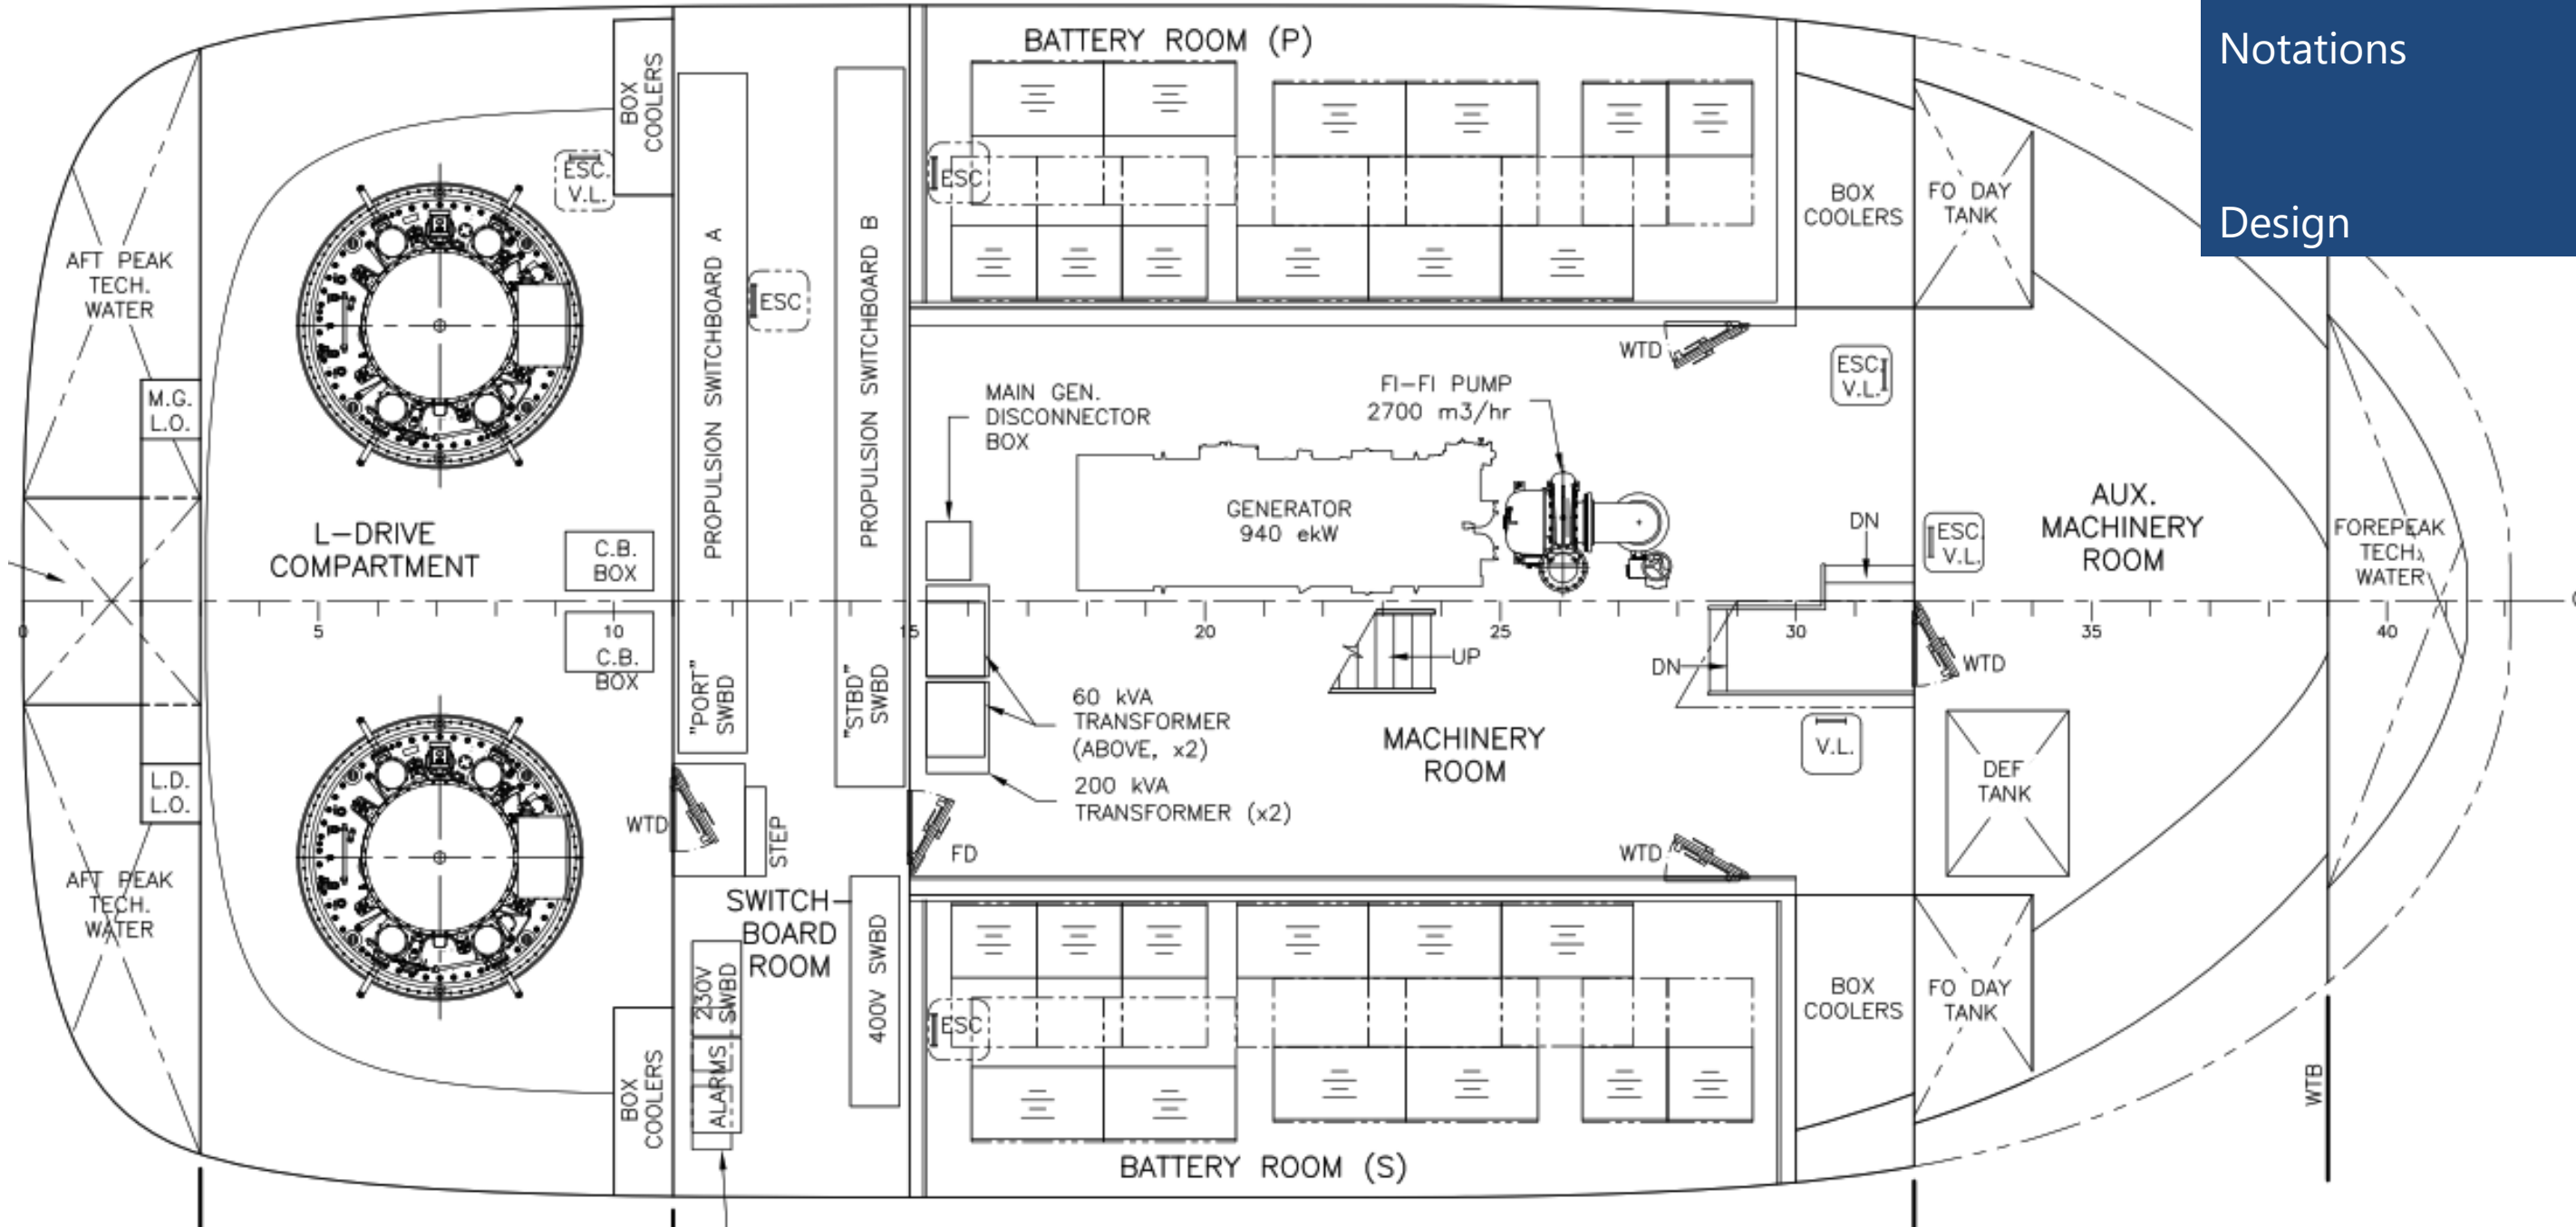 Notations
Design
BATTERY ROOM (P)
BOX
COOLERS
ESC.
V.L.
AFT PEAK
TECH.
WATER
M.G.
L.O.
L-DRIVE
COMPARTMENT
C.B.
BOX
C.B.
BOX
L.D.
L.O.
AFT PEAK
TECH.
WATER
BOX
COOLERS
PROPULSION SWITCHBOARD A
"PORT"
SWBD
ESC
PROPULSION SWITCHBOARD B
"STBD"
SWBD
WTD
STEP
SWITCH-
BOARD
ROOM
230V
SWBD
ALARMS
400V SWBD
FD
ESC
MAIN GEN.
DISCONNECTOR
BOX
GENERATOR
940 ekW
FI-FI PUMP
2700 m3/hr
WTD
ESC.
V.L.
BOX
COOLERS
FO DAY
TANK
0
5
10
15
20
25
30
35
40
UP
DN
DN
60 kVA
TRANSFORMER
(ABOVE, x2)
200 kVA
TRANSFORMER (x2)
MACHINERY
ROOM
V.L.
WTD
WTD
ESC.
V.L.
AUX.
MACHINERY
ROOM
FOREPEAK
TECH.
WATER
DEF
TANK
ESC
BOX
COOLERS
FO DAY
TANK
BATTERY ROOM (S)
WTB